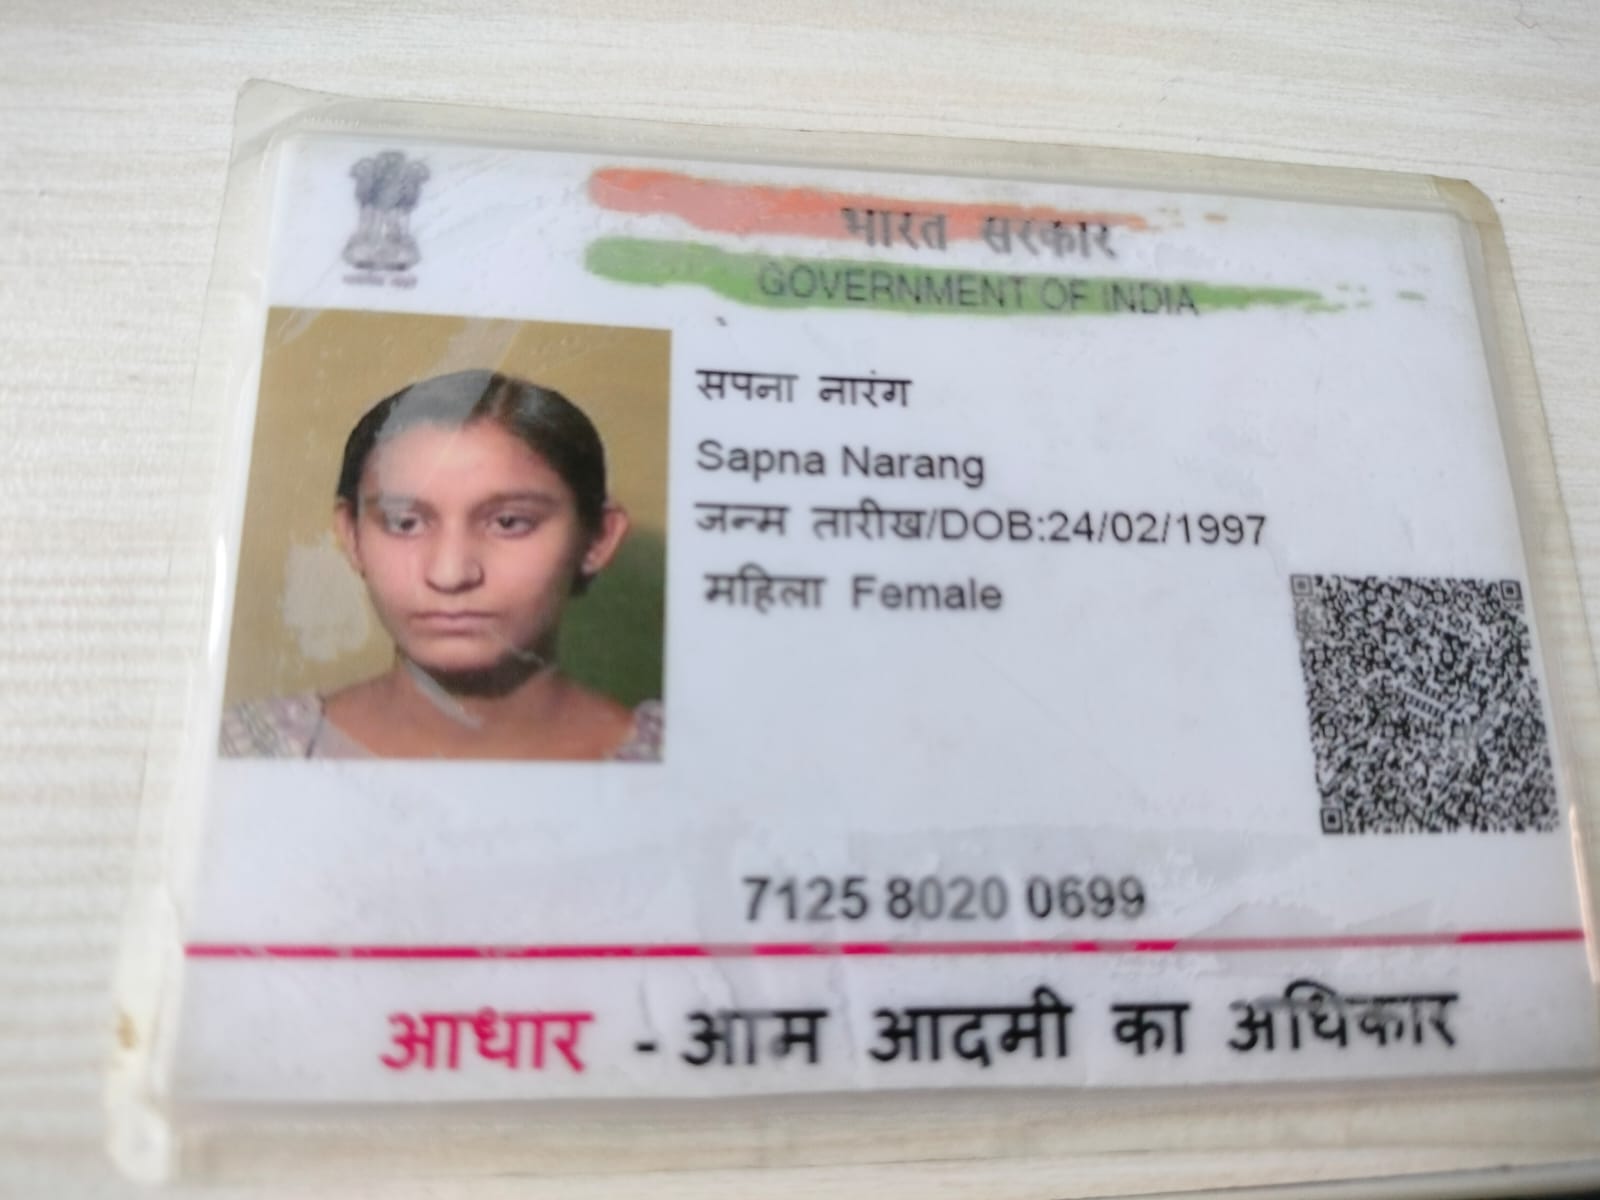 भारत सरकार
GOVERNMENT OF INDIA
सपना नारंग
Sapna Narang
जन्म तारीख/DOB:24/02/1997
महिला Female
7125 8020 0699
आधार - आम आदमी का अधिकार